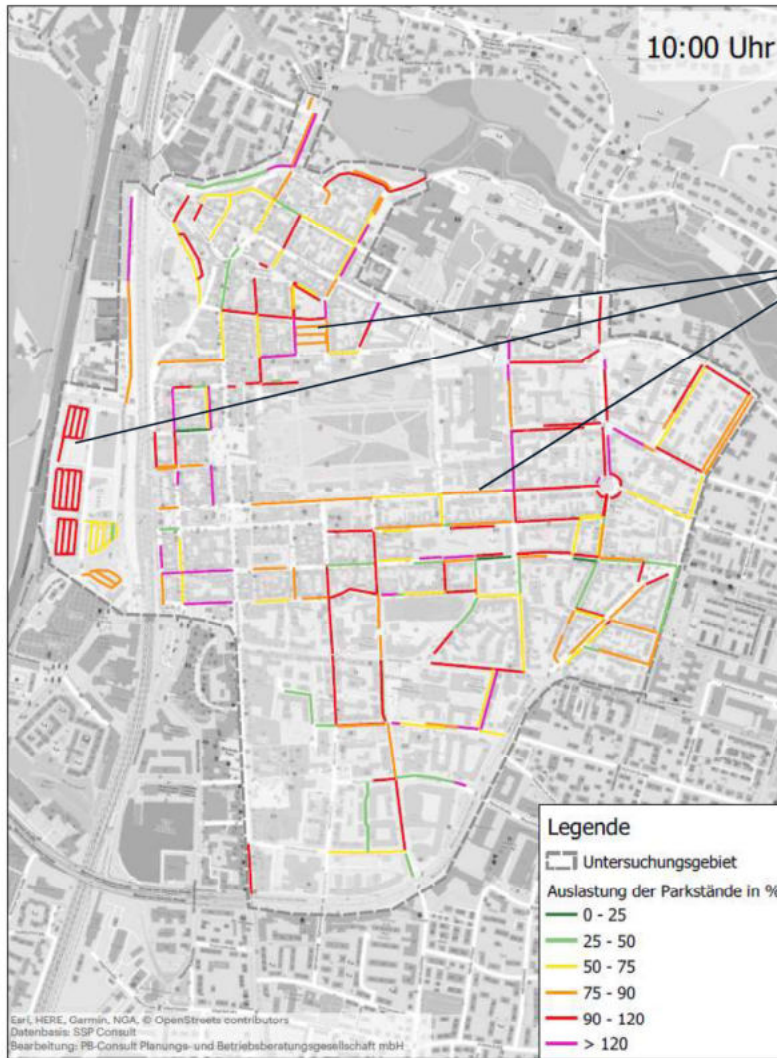 10:00 Uhr
Legende
Untersuchungsgebiet
Auslastung der Parkstände in %
0 - 25
25 - 50
50 - 75
75 - 90
90 - 120
> 120
Esri, HERE, Garmin, NGA, © OpenStreets contributors
Datenbasis: SSP Consult
Bearbeitung: PB-Consult Planungs- und Betriebsberatungsgesellschaft mbH